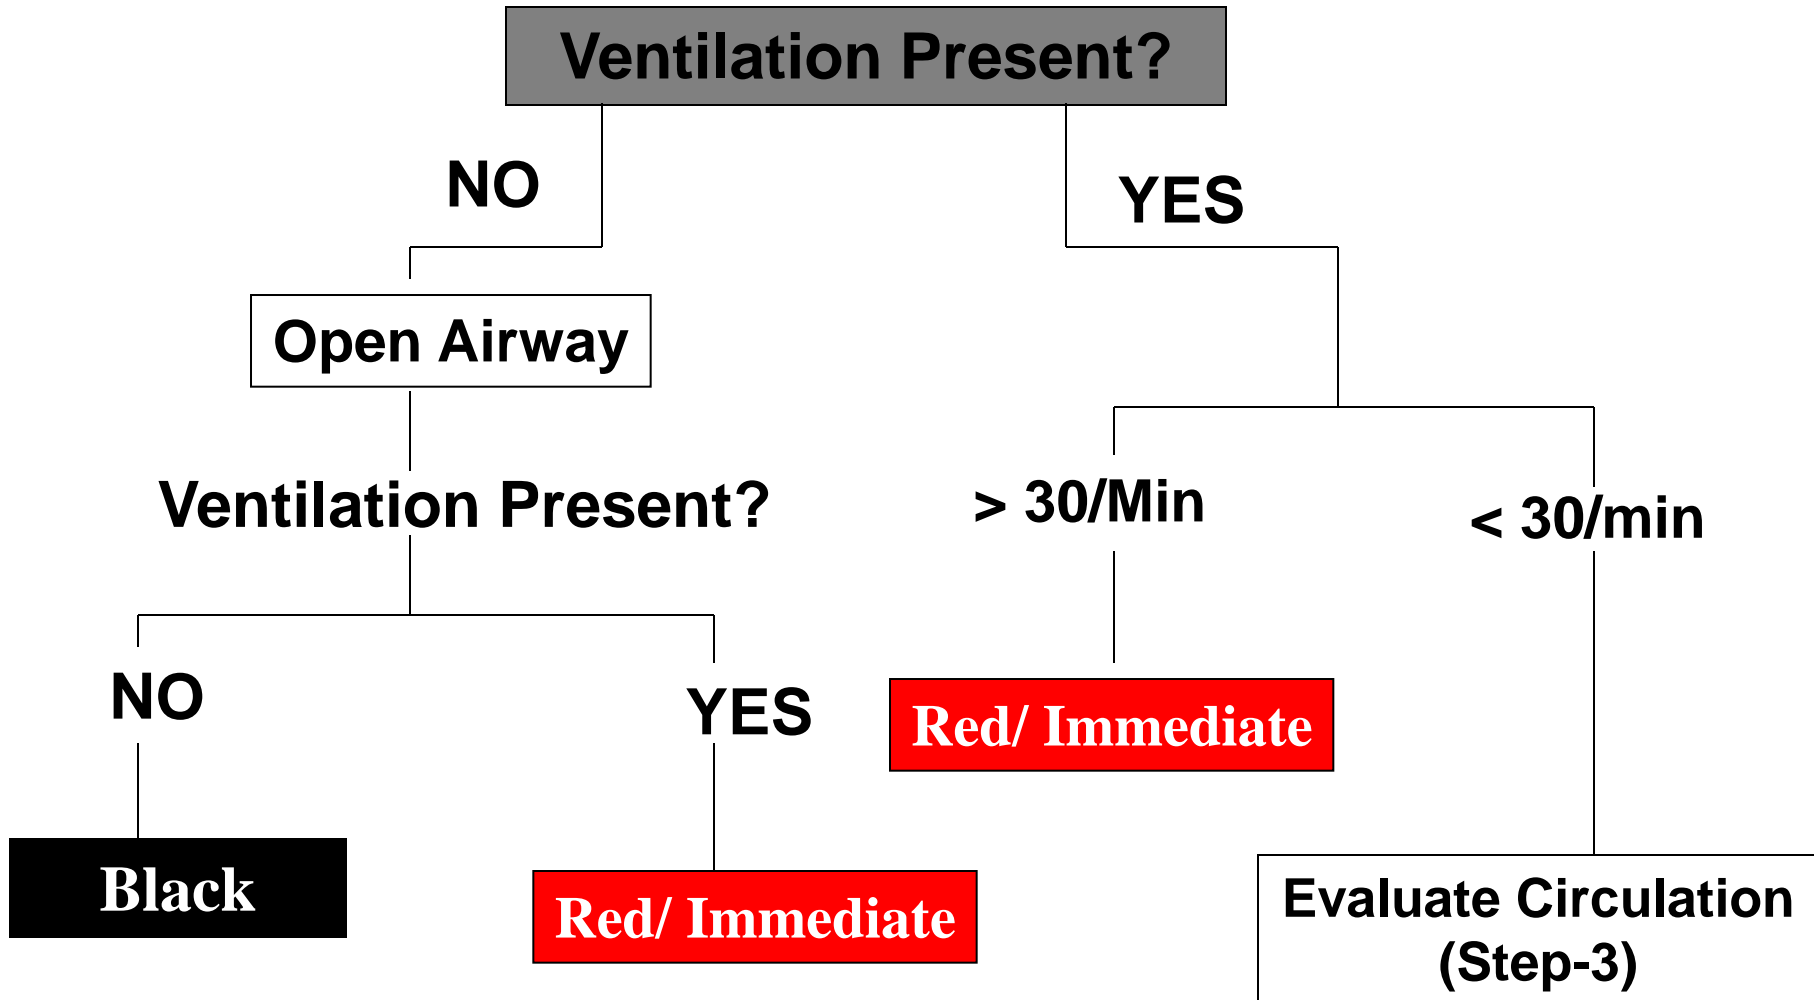 Ventilation Present?
NO
YES
Open Airway
Ventilation Present?
> 30/Min
< 30/min
NO
YES
Red/ Immediate
Black
Red/ Immediate
Evaluate Circulation
(Step-3)